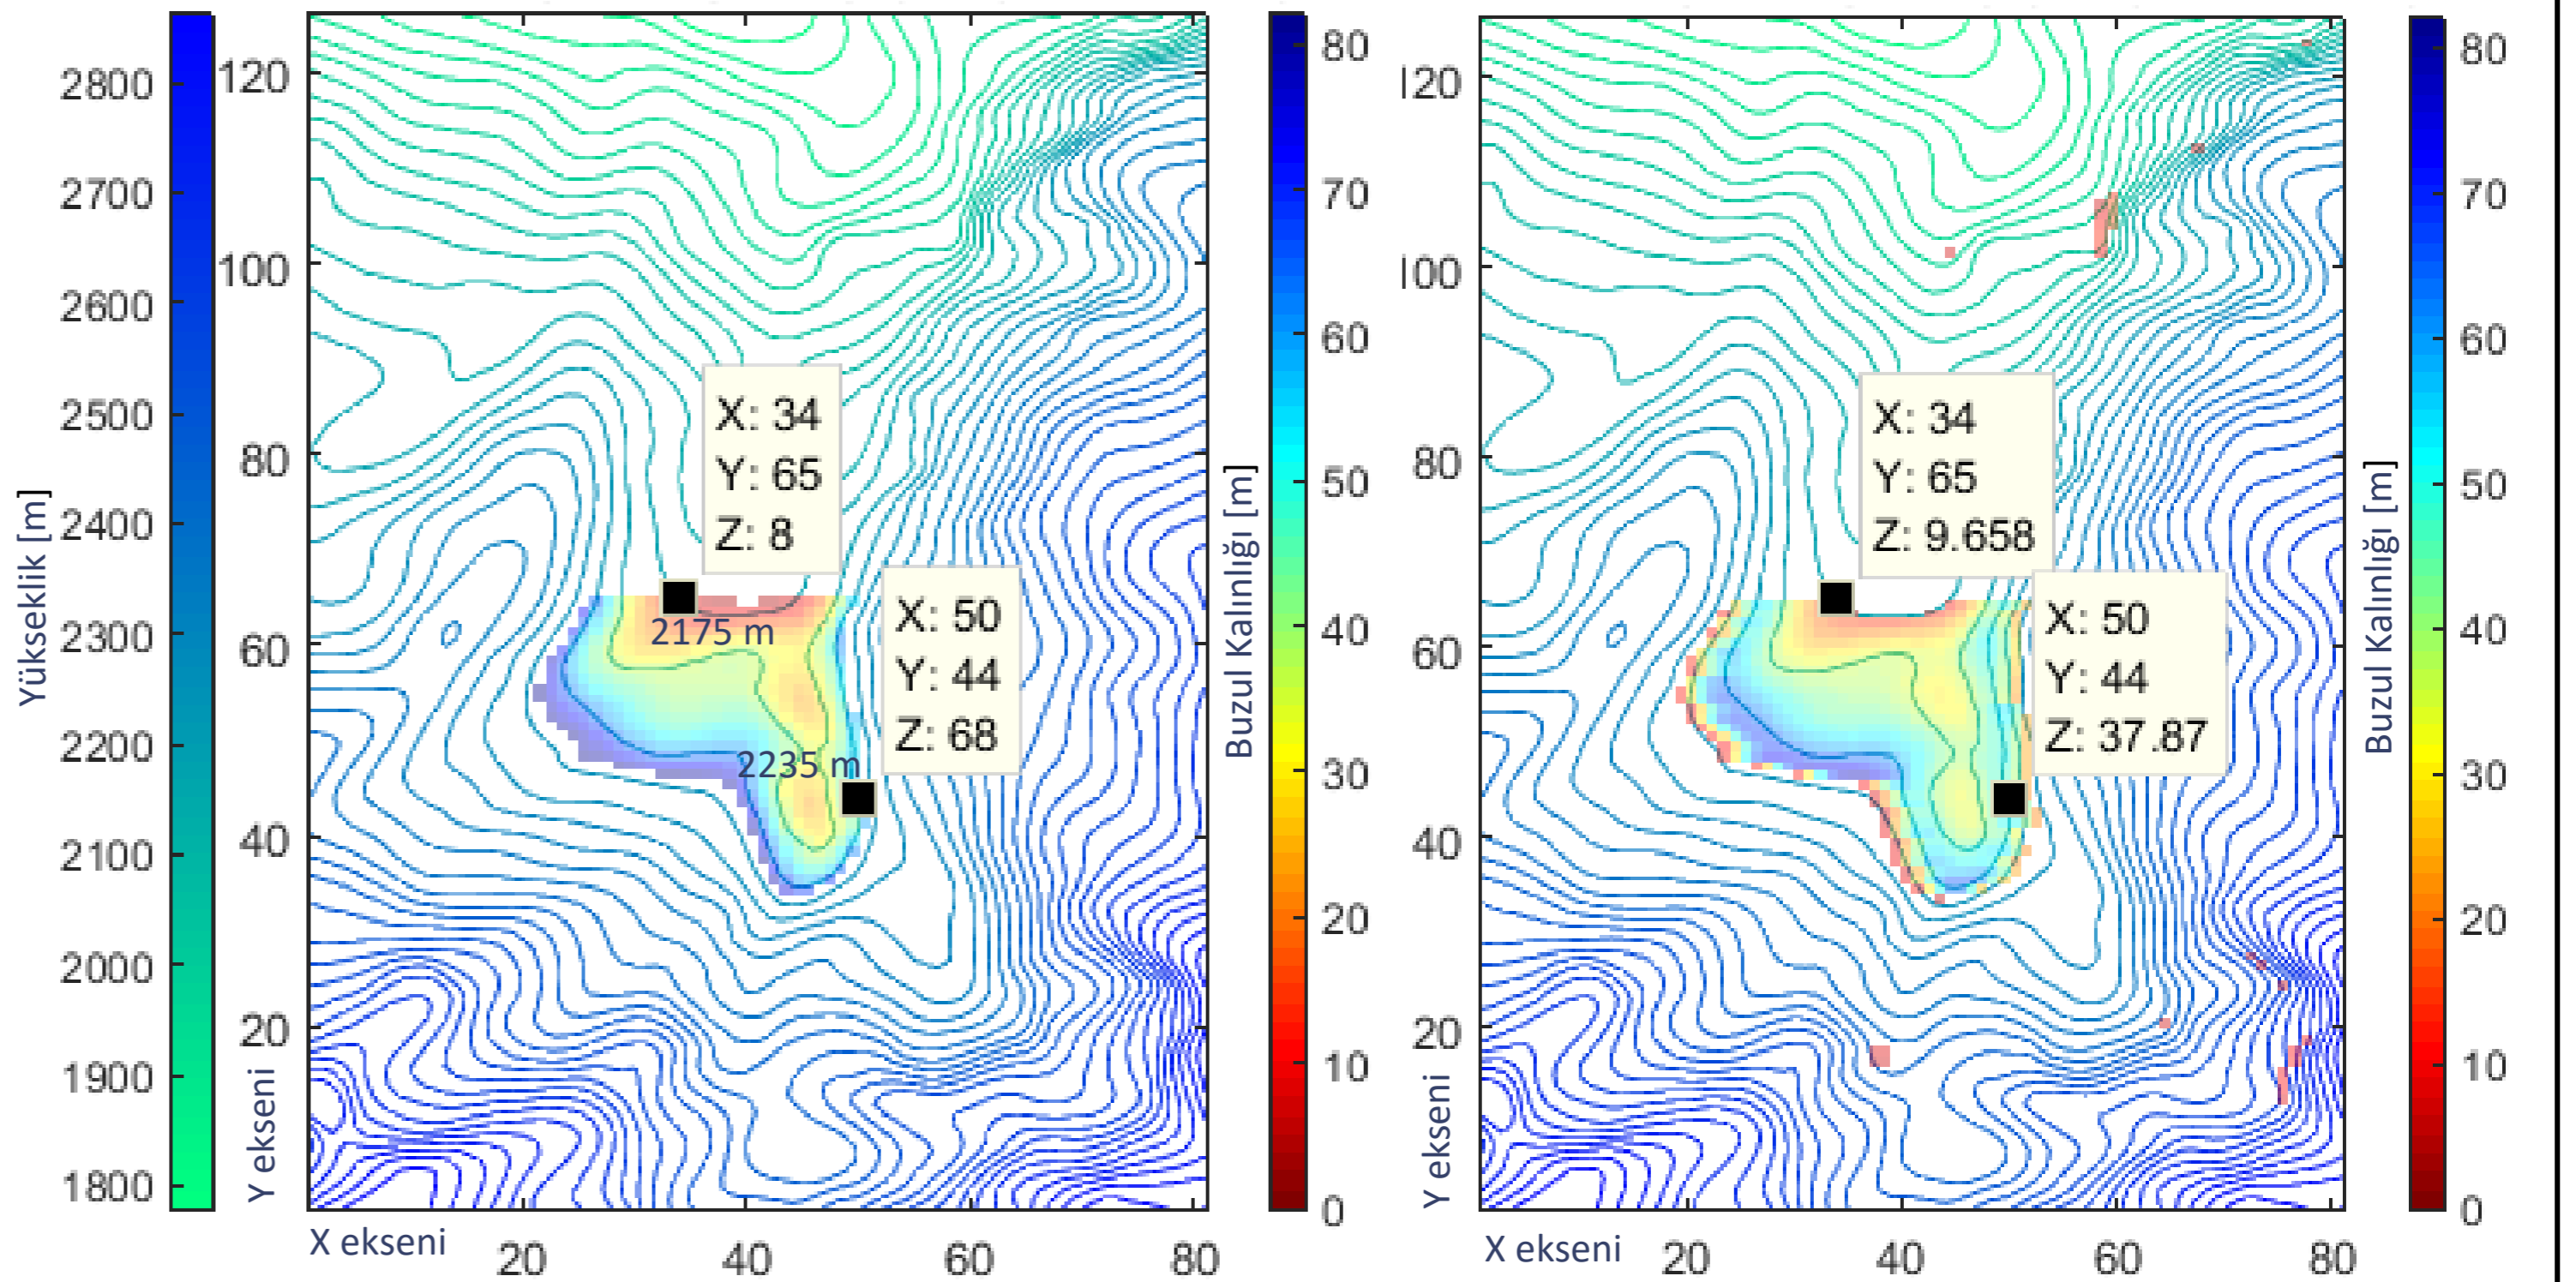 Yükseklik [m]
2800
2700
2600
2500
2400
2300
2200
2100
2000
1900
1800
Y ekseni
120
100
80
60
40
20
X ekseni
20
40
60
80
X: 34
Y: 65
Z: 8
2175 m
X: 50
Y: 44
Z: 68
2235 m
Buzul Kalınlığı [m]
80
70
60
50
40
30
20
10
0
Y ekseni
120
100
80
60
40
20
X ekseni
20
40
60
80
X: 34
Y: 65
Z: 9.658
X: 50
Y: 44
Z: 37.87
Buzul Kalınlığı [m]
80
70
60
50
40
30
20
10
0